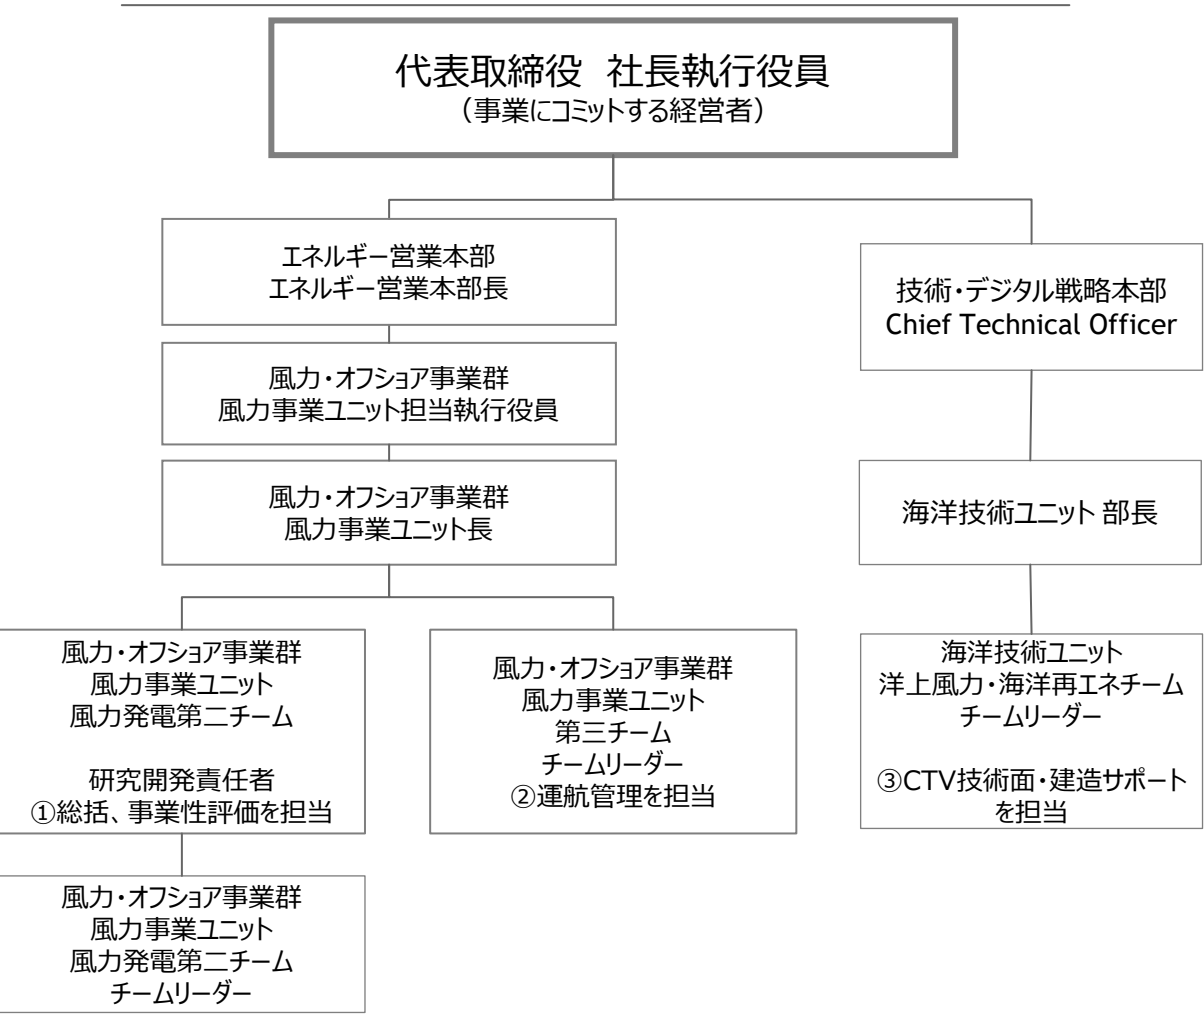 代表取締役 社長執行役員
（事業にコミットする経営者）
エネルギー営業本部
エネルギー営業本部長
技術・デジタル戦略本部
Chief Technical Officer
風力・オフショア事業群
風力事業ユニット担当執行役員
風力・オフショア事業群
風力事業ユニット長
海洋技術ユニット 部長
風力・オフショア事業群
風力事業ユニット
風力発電第二チーム
研究開発責任者
①総括、事業性評価を担当
風力・オフショア事業群
風力事業ユニット
第三チーム
チームリーダー
②運航管理を担当
海洋技術ユニット
洋上風力・海洋再エネチーム
チームリーダー
③CTV技術面・建造サポート
を担当
風力・オフショア事業群
風力事業ユニット
風力発電第二チーム
チームリーダー